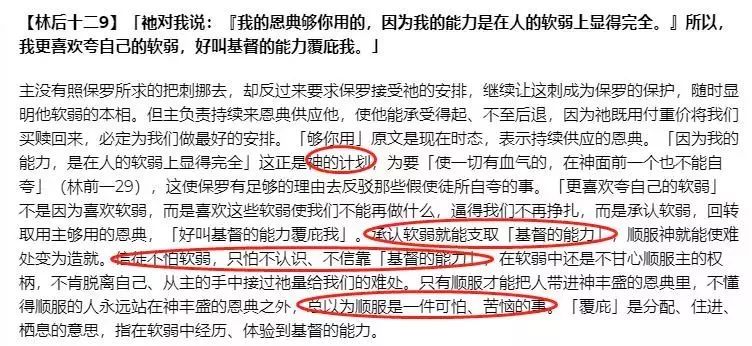 【林后十二9】「祂对我说：『我的恩典够你用的，因为我的能力是在人的软弱上显得完全。』所以，
我更喜欢夸自己的软弱，好叫基督的能力覆庇我。」
主没有照保罗所求的把刺挪去，却反过来要求保罗接受祂的安排，继续让这刺成为保罗的保护，随时显
明他软弱的本相。但主负责持续来恩典供应他，使他能承受得起、不至后退，因为祂既用付重价将我们
买赎回来，必定为我们做最好的安排。「够你用」原文是现在时态，表示持续供应的恩典。「因为我的
能力，是在人的软弱上显得完全」这正是神的计划，为要「使一切有血气的，在神面前一个也不能自
夸」（林前一29），这使保罗有足够的理由去反驳那些假使徒所自夸的事。「更喜欢夸自己的软弱」
不是因为喜欢软弱，而是喜欢这些软弱使我们不能再做什么，逼得我们不再挣扎，而是承认软弱，回转
取用主够用的恩典，「好叫基督的能力覆庇我」。承认软弱就能支取「基督的能力」，顺服神就能使难
处变为造就。信徒不怕软弱，只怕不认识、不信靠「基督的能力」，在软弱中还是不甘心顺服主的权
柄，不肯脱离自己、从主的手中接过祂量给我们的难处。只有顺服才能把人带进神丰盛的恩典里，不懂
得顺服的人永远站在神丰盛的恩典之外，总以为顺服是一件可怕、苦恼的事。「覆庇」是分配、住进、
栖息的意思，指在软弱中经历、体验到基督的能力。